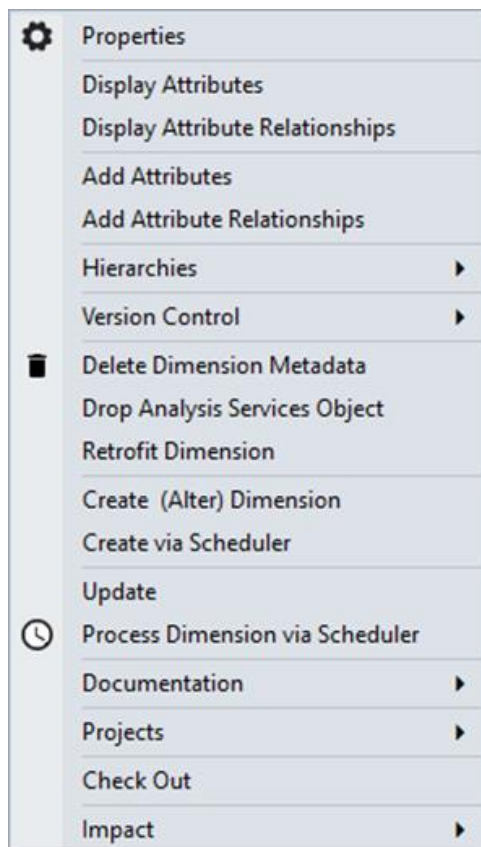 Properties
Display Attributes
Display Attribute Relationships
Add Attributes
Add Attribute Relationships
Hierarchies
Version Control
Delete Dimension Metadata
Drop Analysis Services Object
Retrofit Dimension
Create (Alter) Dimension
Create via Scheduler
Update
Process Dimension via Scheduler
Documentation
Projects
Check Out
Impact